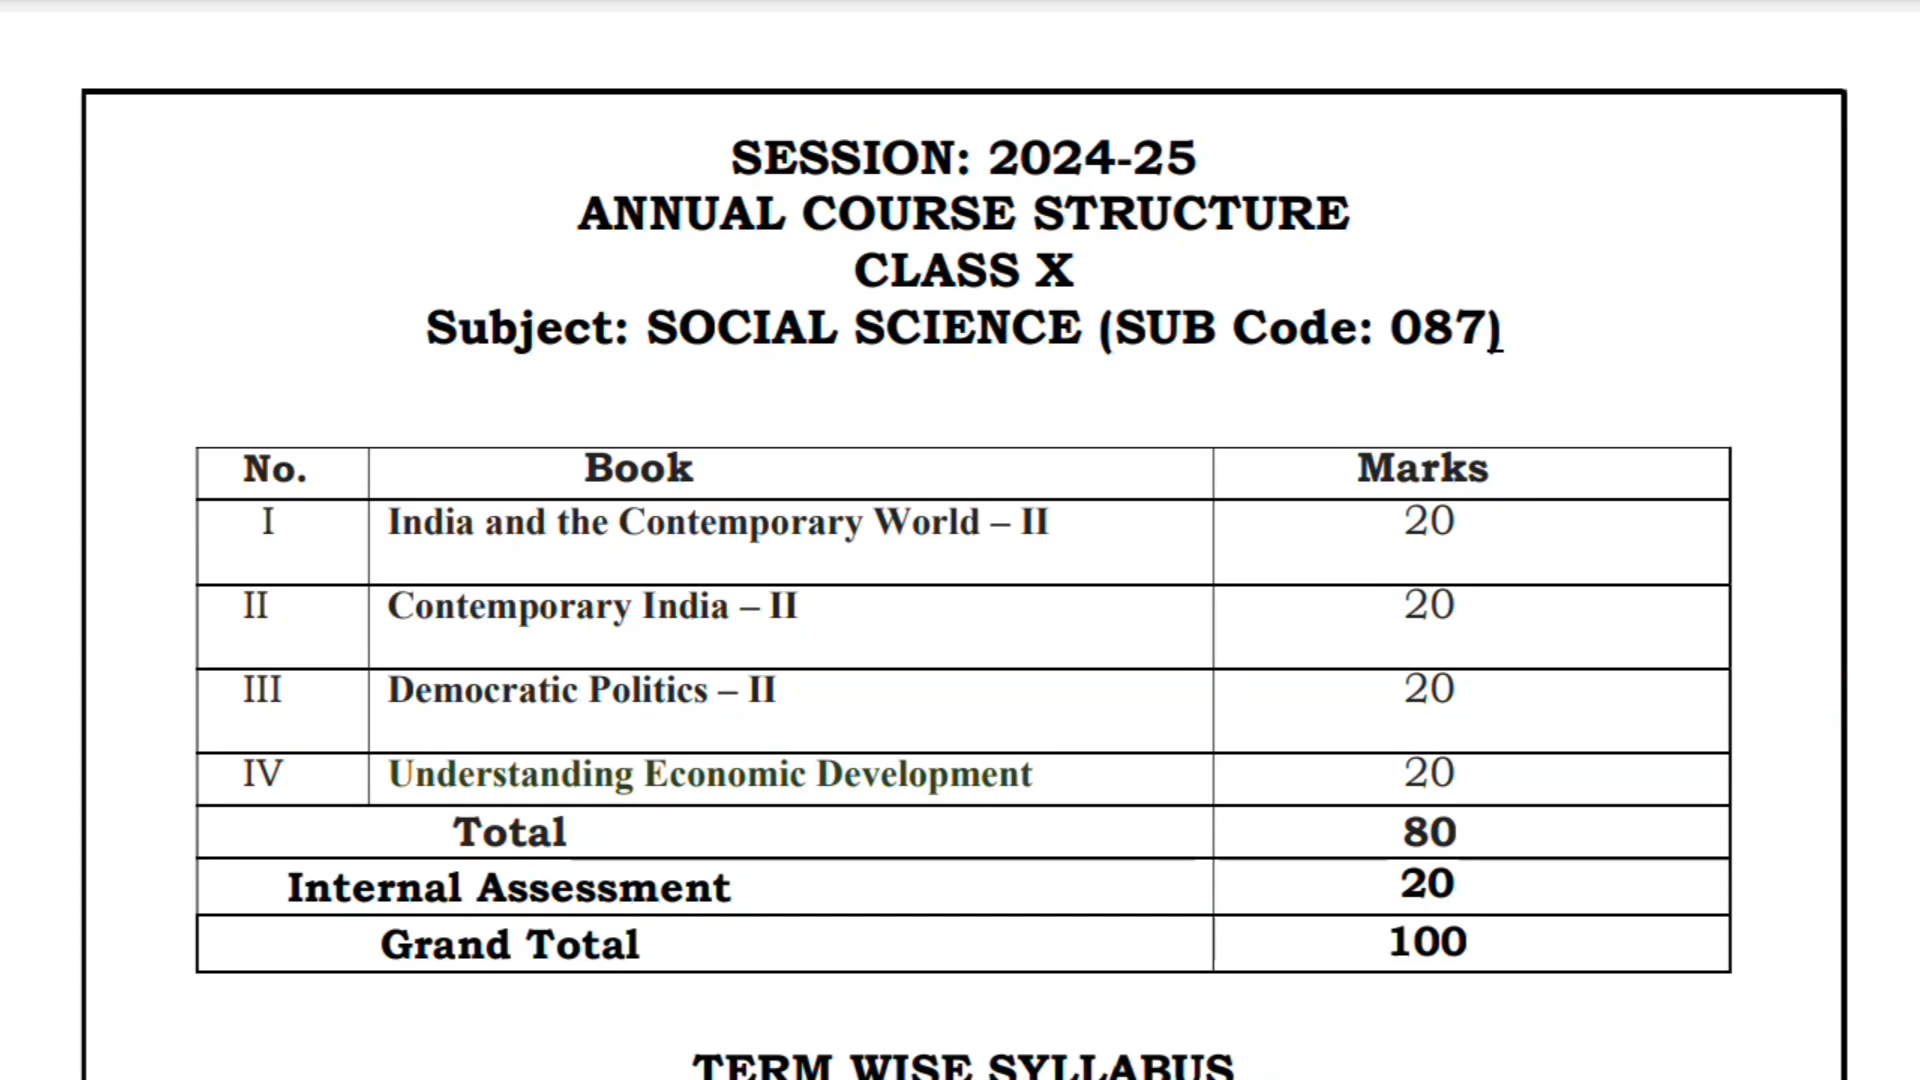 SESSION: 2024-25
ANNUAL COURSE STRUCTURE
CLASS X
Subject: SOCIAL SCIENCE (SUB Code: 087)
No. Book Marks
I India and the Contemporary World – II 20
II Contemporary India – II 20
III Democratic Politics – II 20
IV Understanding Economic Development 20
Total 80
Internal Assessment 20
Grand Total 100
TERM WISE SYLLABUS